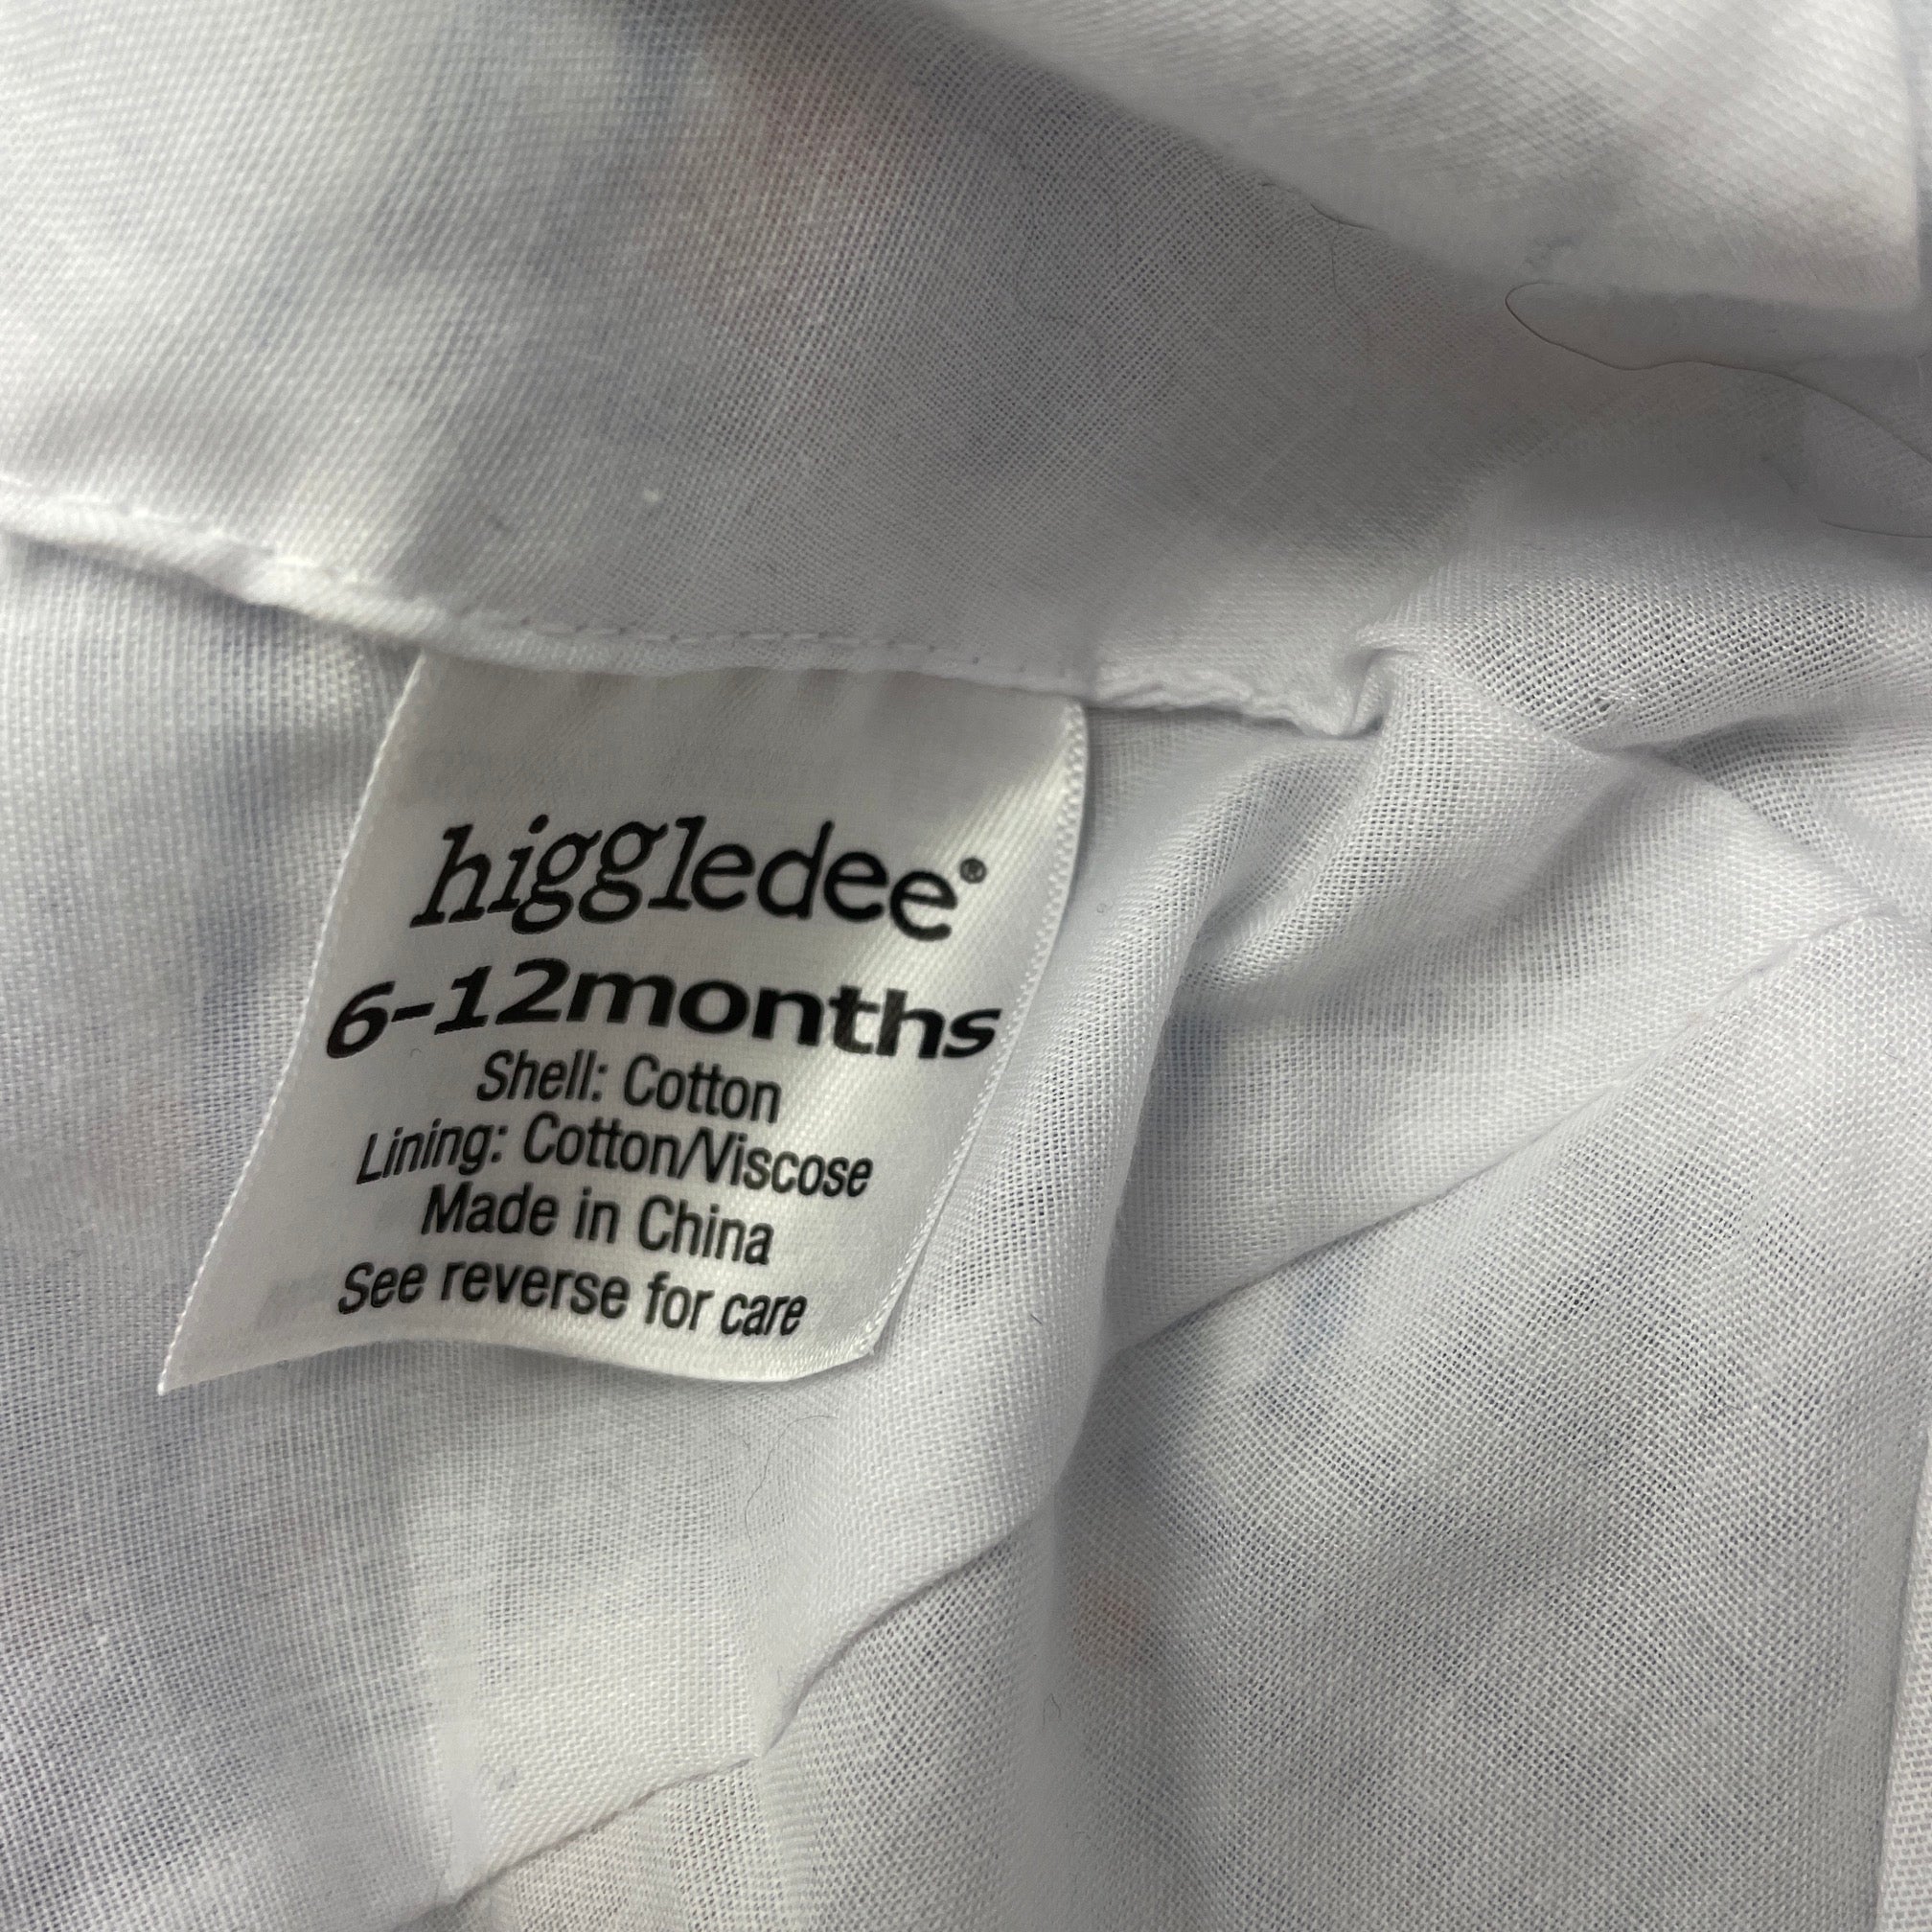 higgledee®
6-12months
Shell: Cotton
Lining: Cotton/Viscose
Made in China
See reverse for care